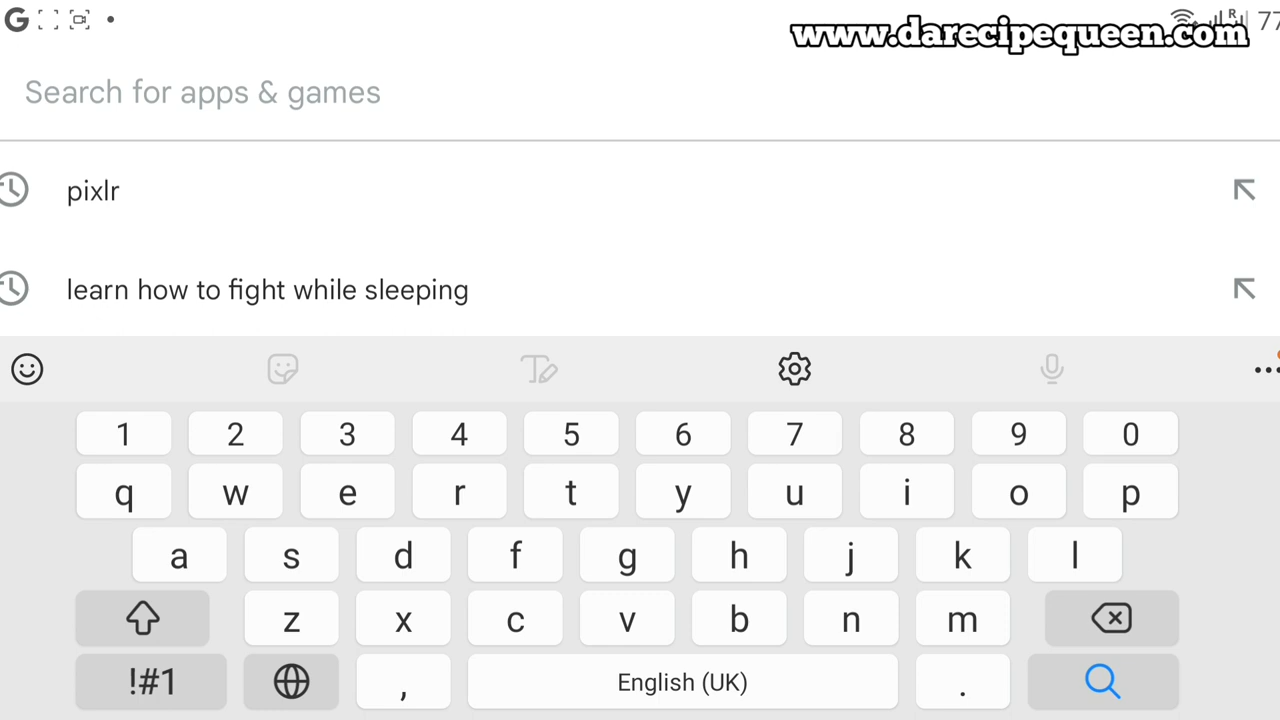 G
R
77
www.darecipequeen.com
Search for apps & games
pixlr
learn how to fight while sleeping
1 2 3 4 5 6 7 8 9 0
q w e r t y u i o p
a s d f g h j k l
z x c v b n m
!#1 , English (UK) .